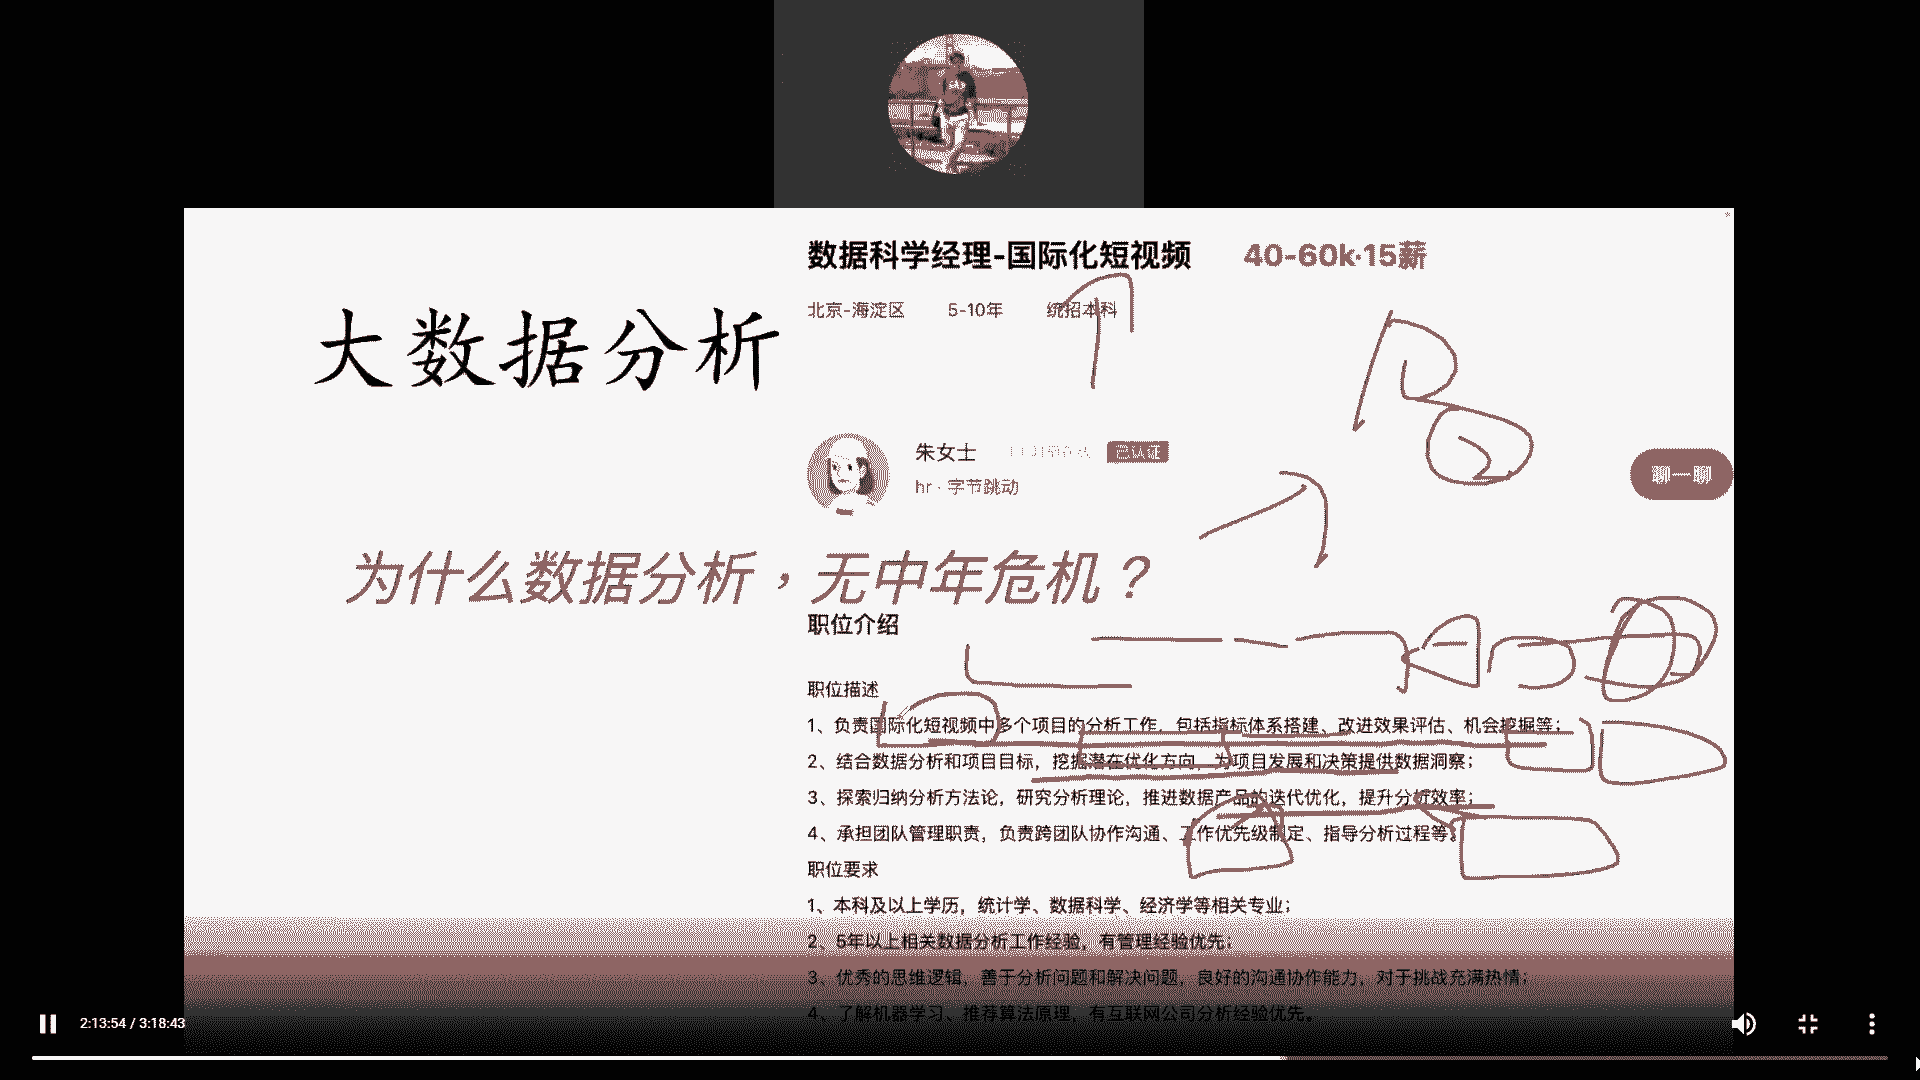 数据科学经理-国际化短视频 40-60k·15薪
北京-海淀区 5-10年 统招本科
大数据分析
朱女士 已认证
hr · 字节跳动
聊一聊
为什么数据分析，无中年危机？
职位介绍
职位描述
1、负责国际化短视频中多个项目的分析工作，包括指标体系搭建、改进效果评估、机会挖掘等；
2、结合数据分析和项目目标，挖掘潜在优化方向，为项目发展和决策提供数据洞察；
3、探索归纳分析方法论，研究分析理论，推进数据产品的迭代优化，提升分析效率；
4、承担团队管理职责，负责跨团队协作沟通、工作优先级制定、指导分析过程等。
职位要求
1、本科及以上学历，统计学、数据科学、经济学等相关专业；
2、5年以上相关数据分析工作经验，有管理经验优先；
3、优秀的思维逻辑，善于分析问题和解决问题，良好的沟通协作能力，对于挑战充满热情；
4、了解机器学习、推荐算法原理，有互联网公司分析经验优先。
2:13:54 / 3:18:43